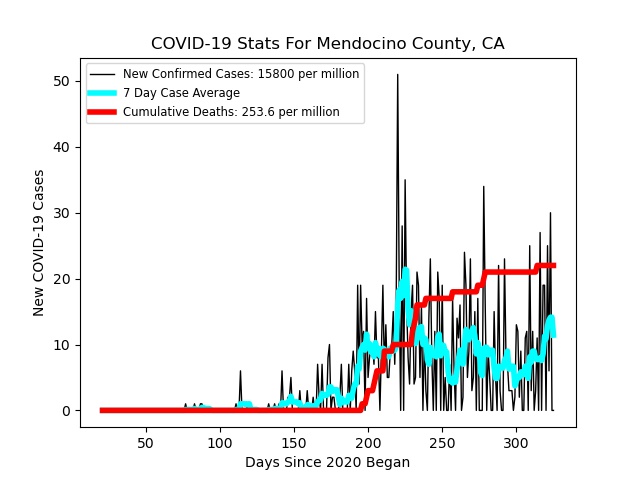 COVID-19 Stats For Mendocino County, CA
New Confirmed Cases: 15800 per million
7 Day Case Average
Cumulative Deaths: 253.6 per million
New COVID-19 Cases
50
40
30
20
10
0
50 100 150 200 250 300
Days Since 2020 Began